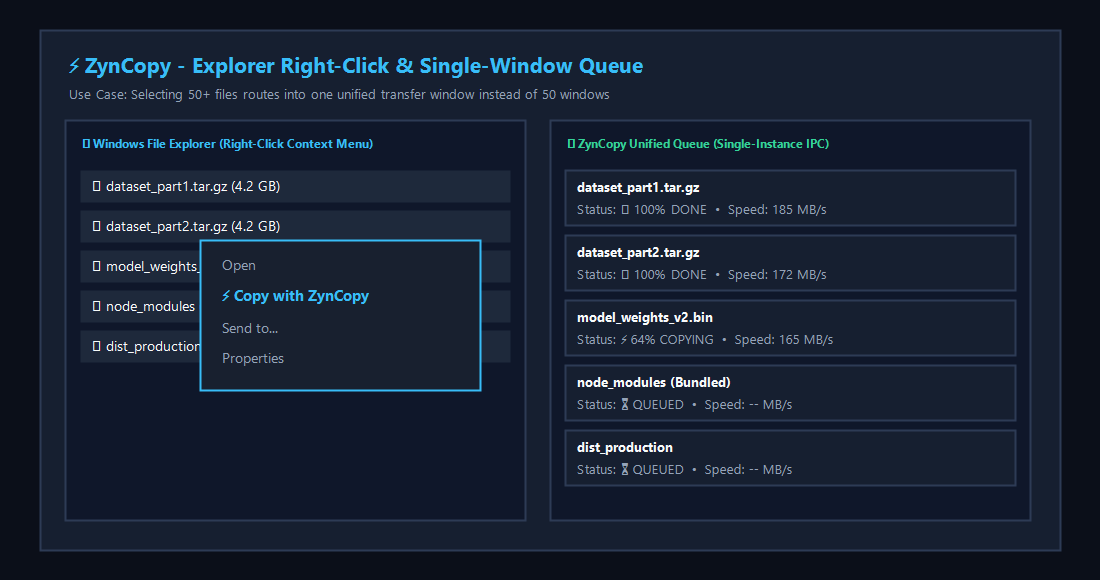 ⚡ ZynCopy - Explorer Right-Click & Single-Window Queue
Use Case: Selecting 50+ files routes into one unified transfer window instead of 50 windows
▯ Windows File Explorer (Right-Click Context Menu)
▯ dataset_part1.tar.gz (4.2 GB)
▯ dataset_part2.tar.gz (4.2 GB)
▯ model_weights_
▯ node_modules
▯ dist_production
Open
⚡ Copy with ZynCopy
Send to...
Properties
▯ ZynCopy Unified Queue (Single-Instance IPC)
dataset_part1.tar.gz
Status: ▯ 100% DONE • Speed: 185 MB/s
dataset_part2.tar.gz
Status: ▯ 100% DONE • Speed: 172 MB/s
model_weights_v2.bin
Status: ⚡ 64% COPYING • Speed: 165 MB/s
node_modules (Bundled)
Status: ⏳ QUEUED • Speed: -- MB/s
dist_production
Status: ⏳ QUEUED • Speed: -- MB/s